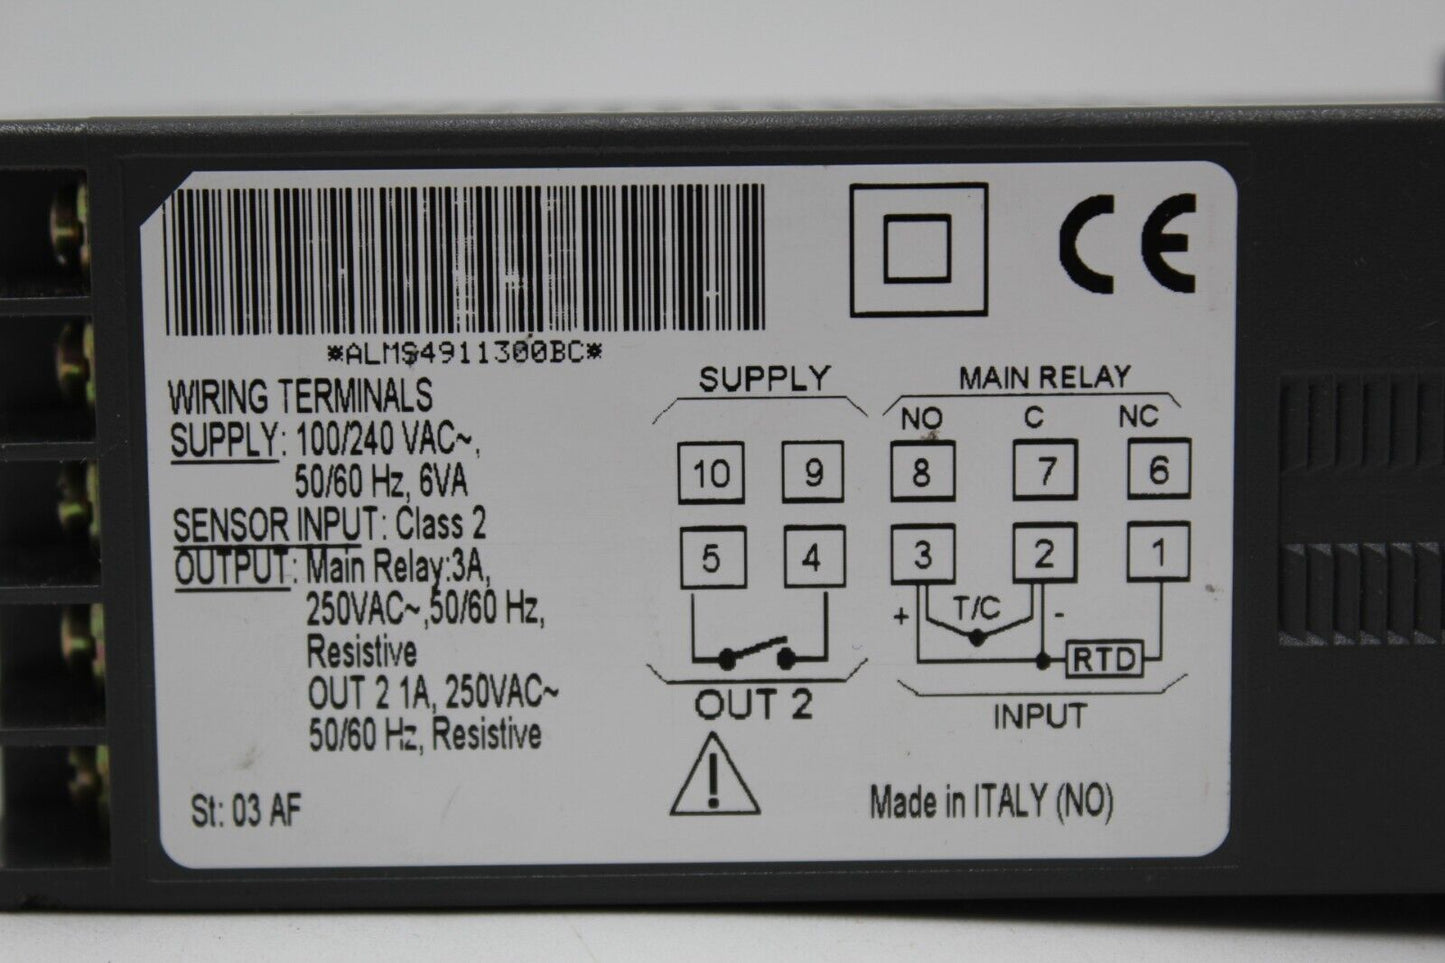 *ALMS4911300BC*
WIRING TERMINALS
SUPPLY: 100/240 VAC~,
50/60 Hz, 6VA
SENSOR INPUT: Class 2
OUTPUT: Main Relay:3A,
250VAC~,50/60 Hz,
Resistive
OUT 2 1A, 250VAC~
50/60 Hz, Resistive
St: 03 AF
CE
SUPPLY
MAIN RELAY
NO C NC
10 9 8 7 6
5 4 3 2 1
+ T/C -
RTD
OUT 2
INPUT
Made in ITALY (NO)